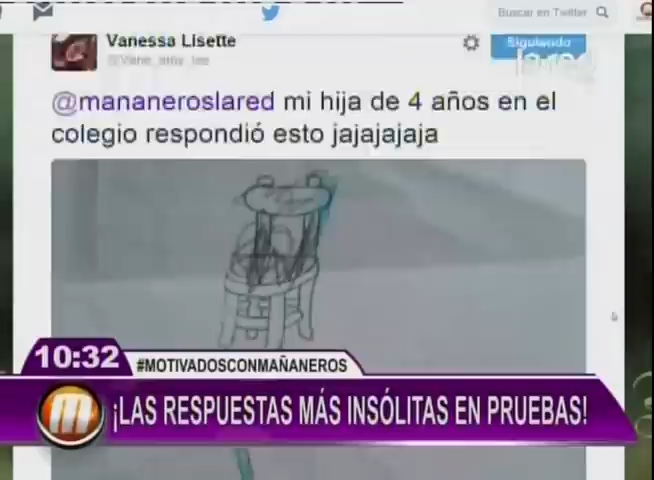 Buscar en Twitter
Vanessa Lisette
Siguiendo
@mananeroslared mi hija de 4 años en el
colegio respondió esto jajajajaja
10:32
#MOTIVADOSCONMAÑANEROS
¡LAS RESPUESTAS MÁS INSÓLITAS EN PRUEBAS!